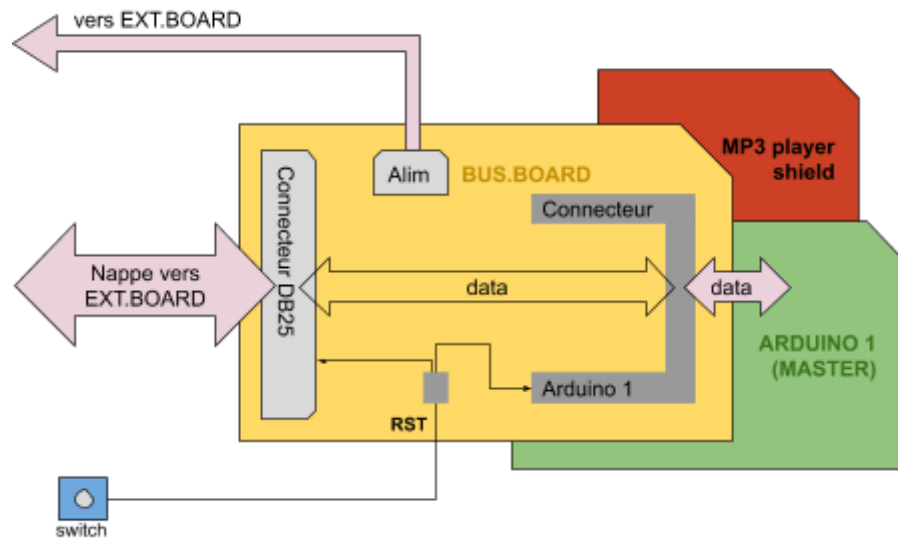 vers EXT.BOARD
MP3 player
shield
Alim
BUS.BOARD
Connecteur
Connecteur DB25
Nappe vers
EXT.BOARD
data
data
ARDUINO 1
(MASTER)
Arduino 1
RST
switch